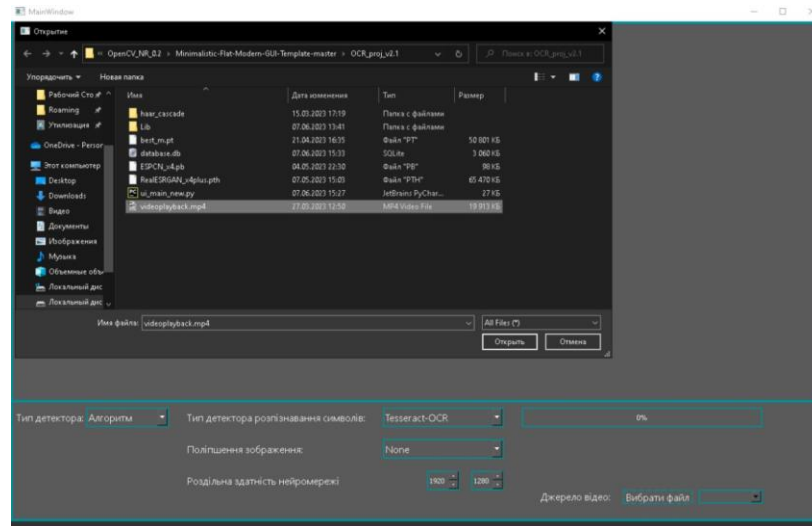 MainWindow
Открытие
« OpenCV_NR_0.2 › Minimalistic-Flat-Modern-GUI-Template-master › OCR_proj_v2.1
Поиск в: OCR_proj_v2.1
Упорядочить
Новая папка
Имя Дата изменения Тип Размер
Рабочий Сто
Roaming
Утилизация
OneDrive - Person
Этот компьютер
Desktop
Downloads
Видео
Документы
Изображения
Музыка
Объемные объ
Локальный дис
Локальный дис
haar_cascade 15.03.2023 17:19 Папка с файлами
Lib 07.06.2023 13:41 Папка с файлами
best_m.pt 21.04.2023 16:35 Файл "PT" 50 801 КБ
database.db 07.06.2023 15:33 SQLite 3 060 КБ
ESPCN_x4.pb 04.05.2023 22:30 Файл "PB" 98 КБ
RealESRGAN_x4plus.pth 07.05.2023 15:03 Файл "PTH" 65 470 КБ
ui_main_new.py 07.06.2023 15:27 JetBrains PyChar... 27 КБ
videoplayback.mp4 27.03.2023 12:50 MP4 Video File 19 913 КБ
Имя файла: videoplayback.mp4 All Files (*)
Открыть Отмена
Тип детектора: Алгоритм Тип детектора розпізнавання символів: Tesseract-OCR 0%
Поліпшення зображення: None
Роздільна здатність нейромережі 1920 1280
Джерело відео: Вибрати файл